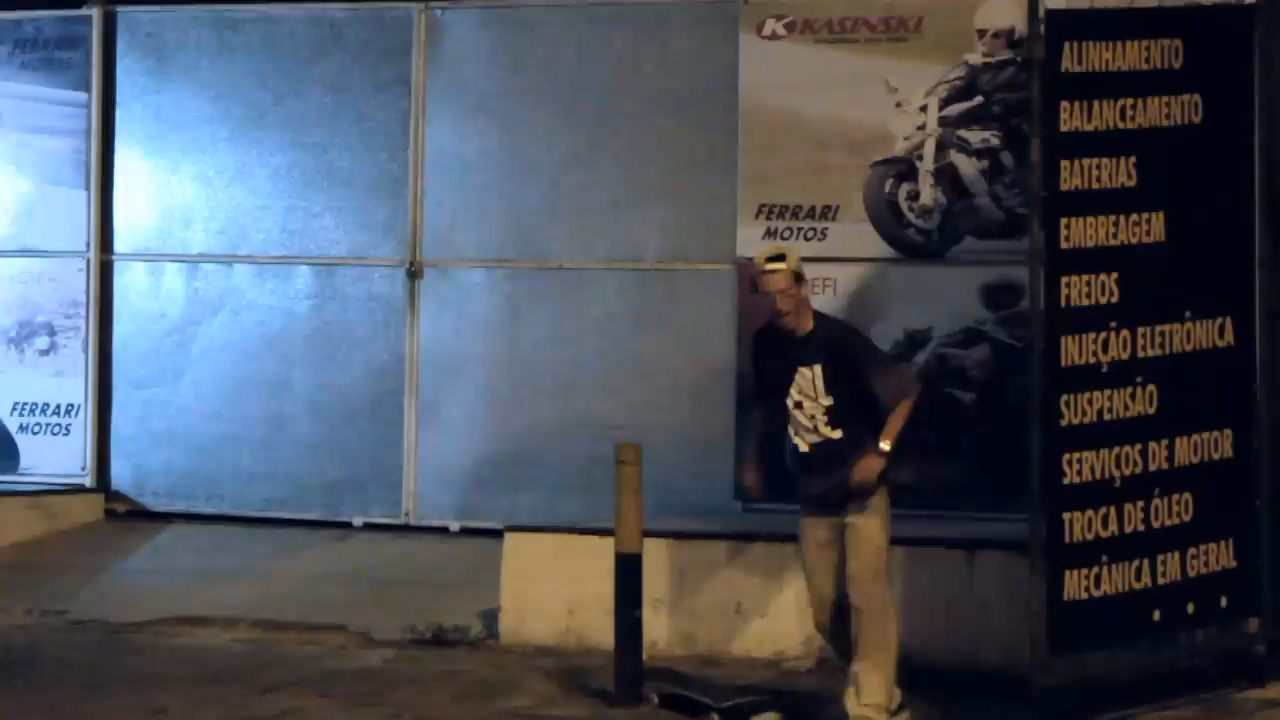 FERRARI
MOTOS
FERRARI
MOTOS
KASINSKI
FERRARI
MOTOS
EFI
ALINHAMENTO
BALANCEAMENTO
BATERIAS
EMBREAGEM
FREIOS
INJEÇÃO ELETRÔNICA
SUSPENSÃO
SERVIÇOS DE MOTOR
TROCA DE ÓLEO
MECÂNICA EM GERAL
...